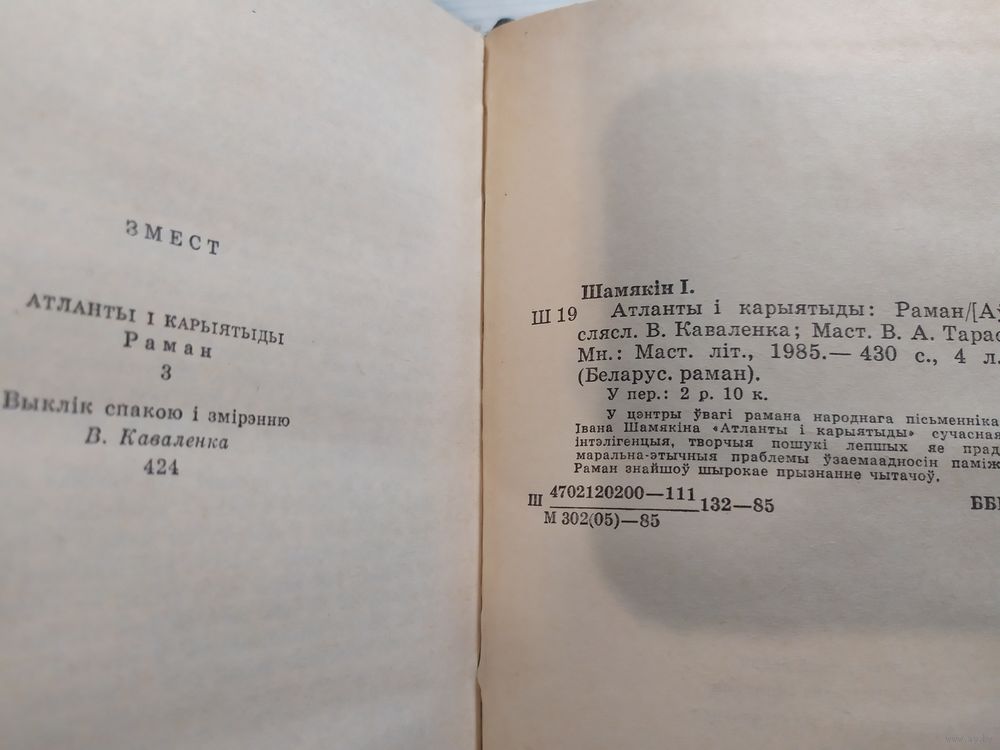 ЗМЕСТ
АТЛАНТЫ І КАРЫЯТЫДЫ
Раман
3
Выклік спакою і змірэнню
В. Каваленка
424
Шамякін І.
Ш 19 Атланты і карыятыды: Раман/[Аў
слясл. В. Каваленка; Маст. В. А. Тарас
Мн.: Маст. літ., 1985.— 430 с., 4 л.
(Беларус. раман).
У пер.: 2 р. 10 к.
У цэнтры ўвагі рамана народнага пісьменніка
Івана Шамякіна «Атланты і карыятыды» сучасная
інтэлігенцыя, творчыя пошукі лепшых яе прад
маральна-этычныя праблемы ўзаемаадносін паміж
Раман знайшоў шырокае прызнанне чытачоў.
Ш 4702120200—111 132—85
М 302(05)—85
ББК